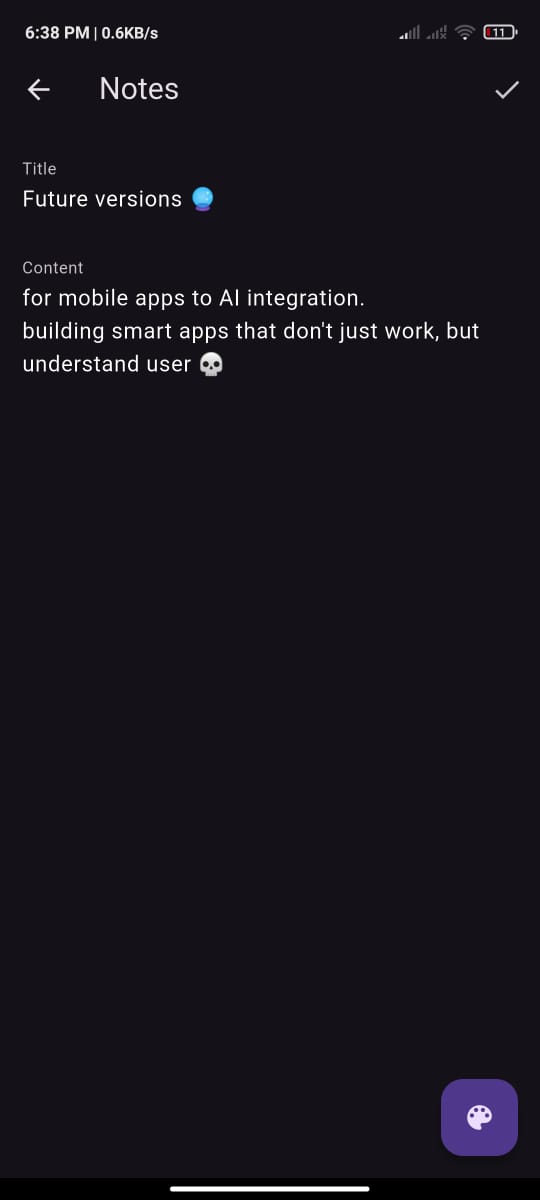 6:38 PM | 0.6KB/s
11
Notes
Title
Future versions 🔮
Content
for mobile apps to AI integration.
building smart apps that don't just work, but
understand user 💀